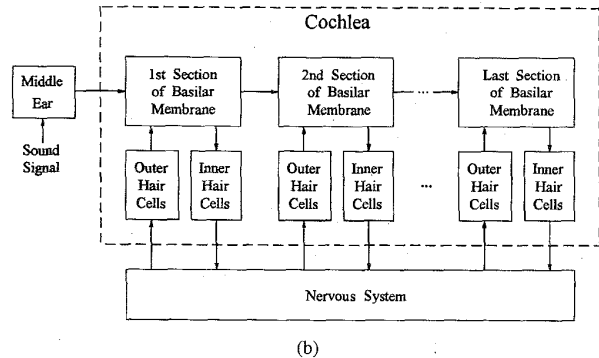 Cochlea
Middle
Ear
Sound
Signal
1st Section
of Basilar
Membrane
2nd Section
of Basilar
Membrane
...
Last Section
of Basilar
Membrane
Outer
Hair
Cells
Inner
Hair
Cells
Outer
Hair
Cells
Inner
Hair
Cells
...
Outer
Hair
Cells
Inner
Hair
Cells
Nervous System
(b)